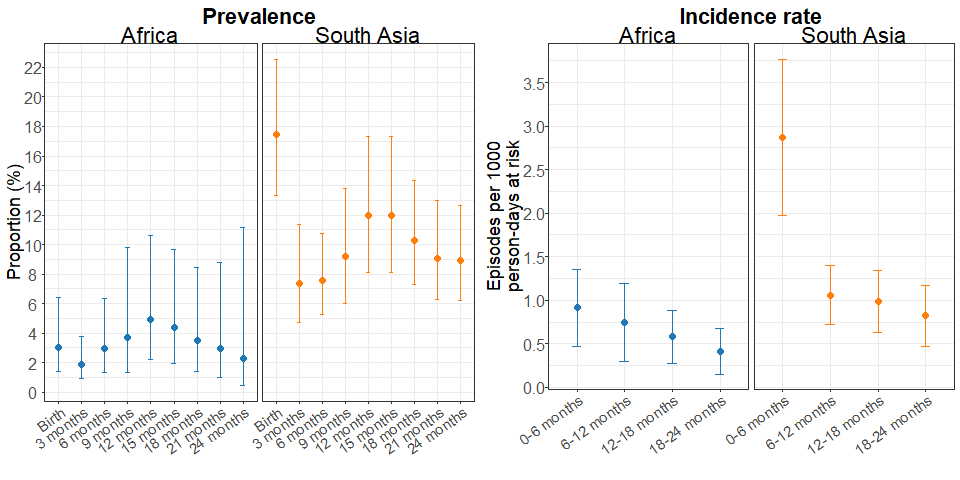 Prevalence
Africa
South Asia
Proportion (%)
22
20
18
16
14
12
10
8
6
4
2
0
Birth
3 months
6 months
9 months
12 months
15 months
18 months
21 months
24 months
Birth
3 months
6 months
9 months
12 months
15 months
18 months
21 months
24 months
Incidence rate
Africa
South Asia
Episodes per 1000
person-days at risk
3.5
3.0
2.5
2.0
1.5
1.0
0.5
0.0
0-6 months
6-12 months
12-18 months
18-24 months
0-6 months
6-12 months
12-18 months
18-24 months